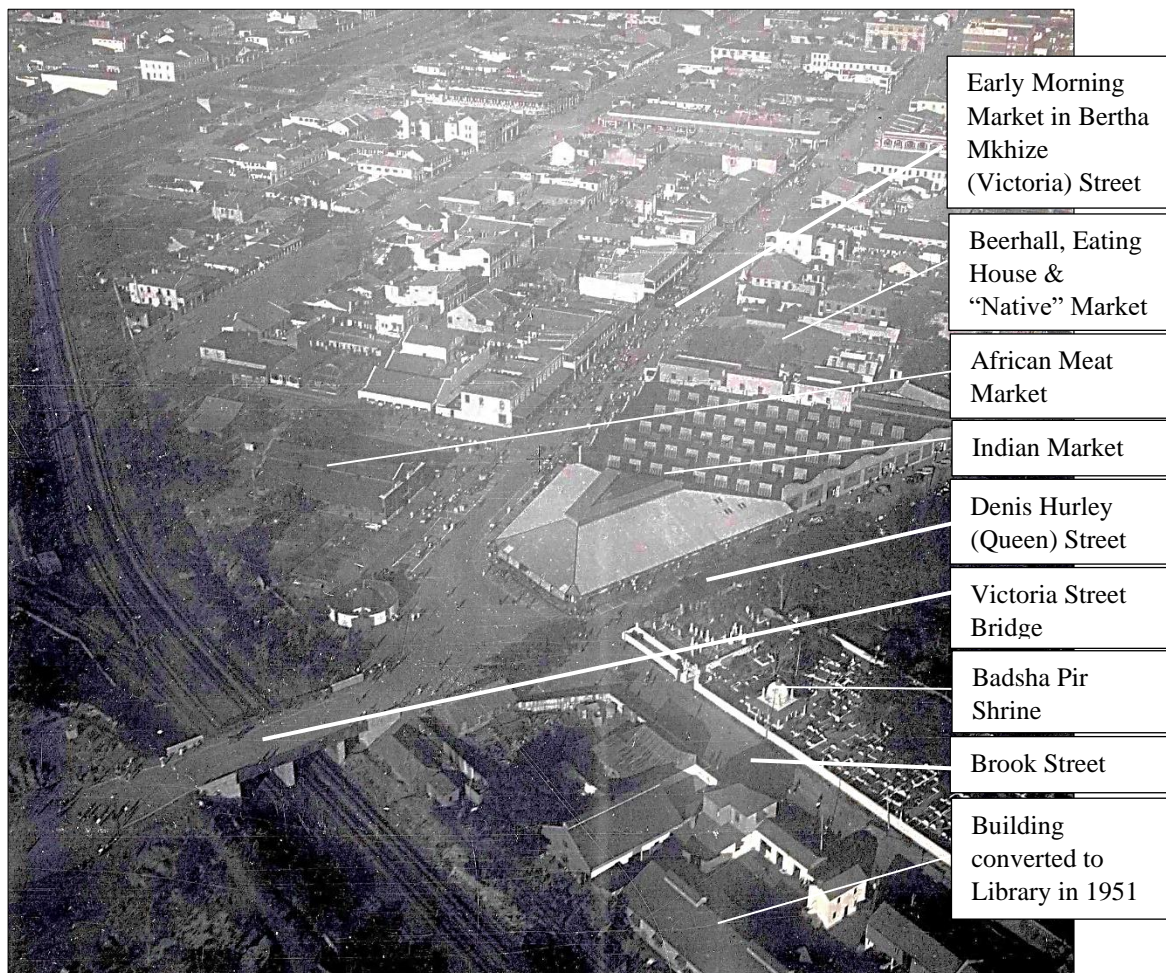 Early Morning
Market in Bertha
Mkhize
(Victoria) Street
Beerhall, Eating
House &
“Native” Market
African Meat
Market
Indian Market
Denis Hurley
(Queen) Street
Victoria Street
Bridge
Badsha Pir
Shrine
Brook Street
Building
converted to
Library in 1951